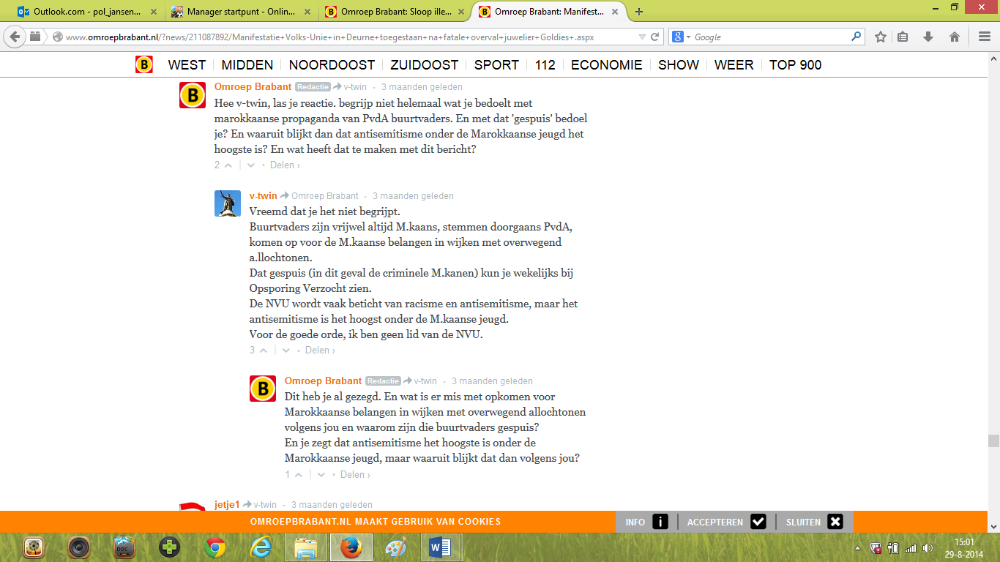 Outlook.com - pol_jansen...
Manager startpunt - Onlin...
Omroep Brabant: Sloop ille...
Omroep Brabant: Manifest...
www.omroepbrabant.nl/?news/211087892/Manifestatie+Volks-Unie+in+Deurne+toegestaan+na+fatale+overval+juwelier+Goldies+.aspx
Google
B WEST MIDDEN NOORDOOST ZUIDOOST SPORT 112 ECONOMIE SHOW WEER TOP 900
B
Omroep Brabant Redactie v-twin · 3 maanden geleden
Hee v-twin, las je reactie. begrijp niet helemaal wat je bedoelt met
marokkaanse propaganda van PvdA buurtvaders. En met dat 'gespuis' bedoel
je? En waaruit blijkt dan dat antisemitisme onder de Marokkaanse jeugd het
hoogste is? En wat heeft dat te maken met dit bericht?
2 • Delen ›
v-twin Omroep Brabant · 3 maanden geleden
Vreemd dat je het niet begrijpt.
Buurtvaders zijn vrijwel altijd M.kaans, stemmen doorgaans PvdA,
komen op voor de M.kaanse belangen in wijken met overwegend
a.llochtonen.
Dat gespuis (in dit geval de criminele M.kanen) kun je wekelijks bij
Opsporing Verzocht zien.
De NVU wordt vaak beticht van racisme en antisemitisme, maar het
antisemitisme is het hoogst onder de M.kaanse jeugd.
Voor de goede orde, ik ben geen lid van de NVU.
3 • Delen ›
B
Omroep Brabant Redactie v-twin · 3 maanden geleden
Dit heb je al gezegd. En wat is er mis met opkomen voor
Marokkaanse belangen in wijken met overwegend allochtonen
volgens jou en waarom zijn die buurtvaders gespuis?
En je zegt dat antisemitisme het hoogste is onder de
Marokkaanse jeugd, maar waaruit blijkt dat dan volgens jou?
1 • Delen ›
jetje1 v-twin · 3 maanden geleden
OMROEPBRABANT.NL MAAKT GEBRUIK VAN COOKIES
INFO i ACCEPTEREN SLUITEN
DOC
15:01
29-8-2014